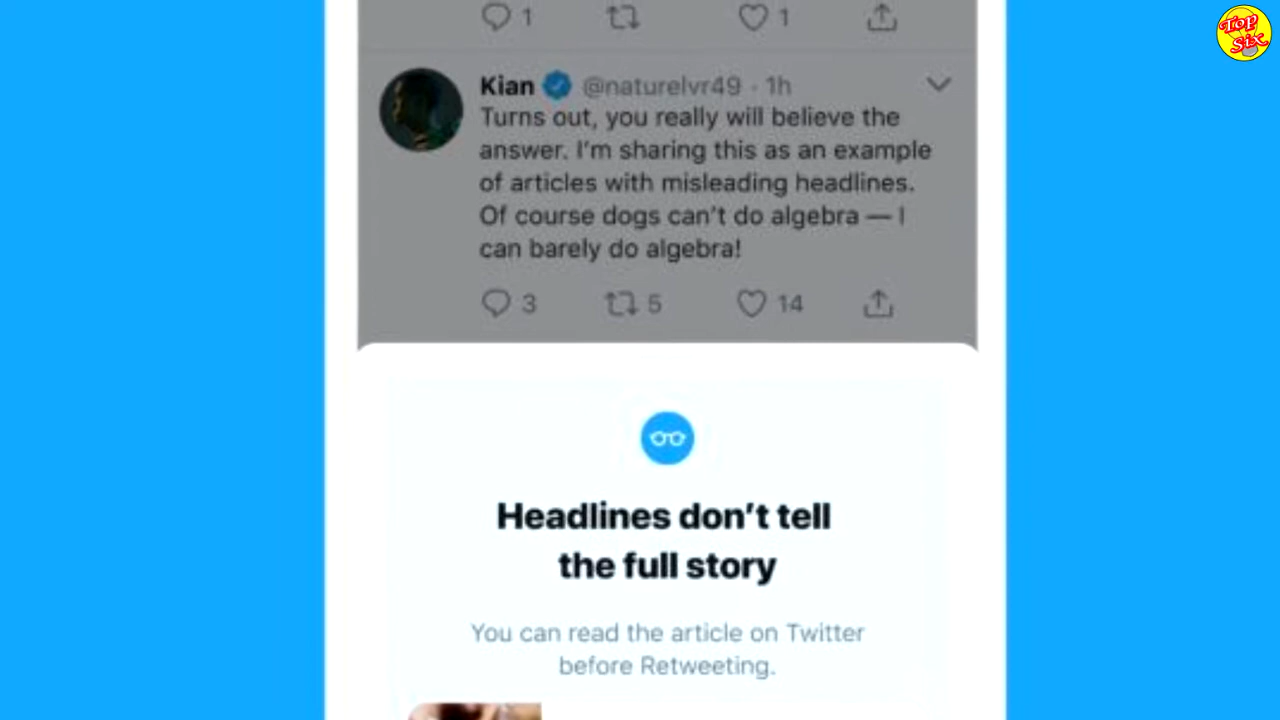 Top
Six
1 1
Kian @naturelvr49 · 1h
Turns out, you really will believe the
answer. I'm sharing this as an example
of articles with misleading headlines.
Of course dogs can't do algebra — I
can barely do algebra!
3 5 14
Headlines don't tell
the full story
You can read the article on Twitter
before Retweeting.